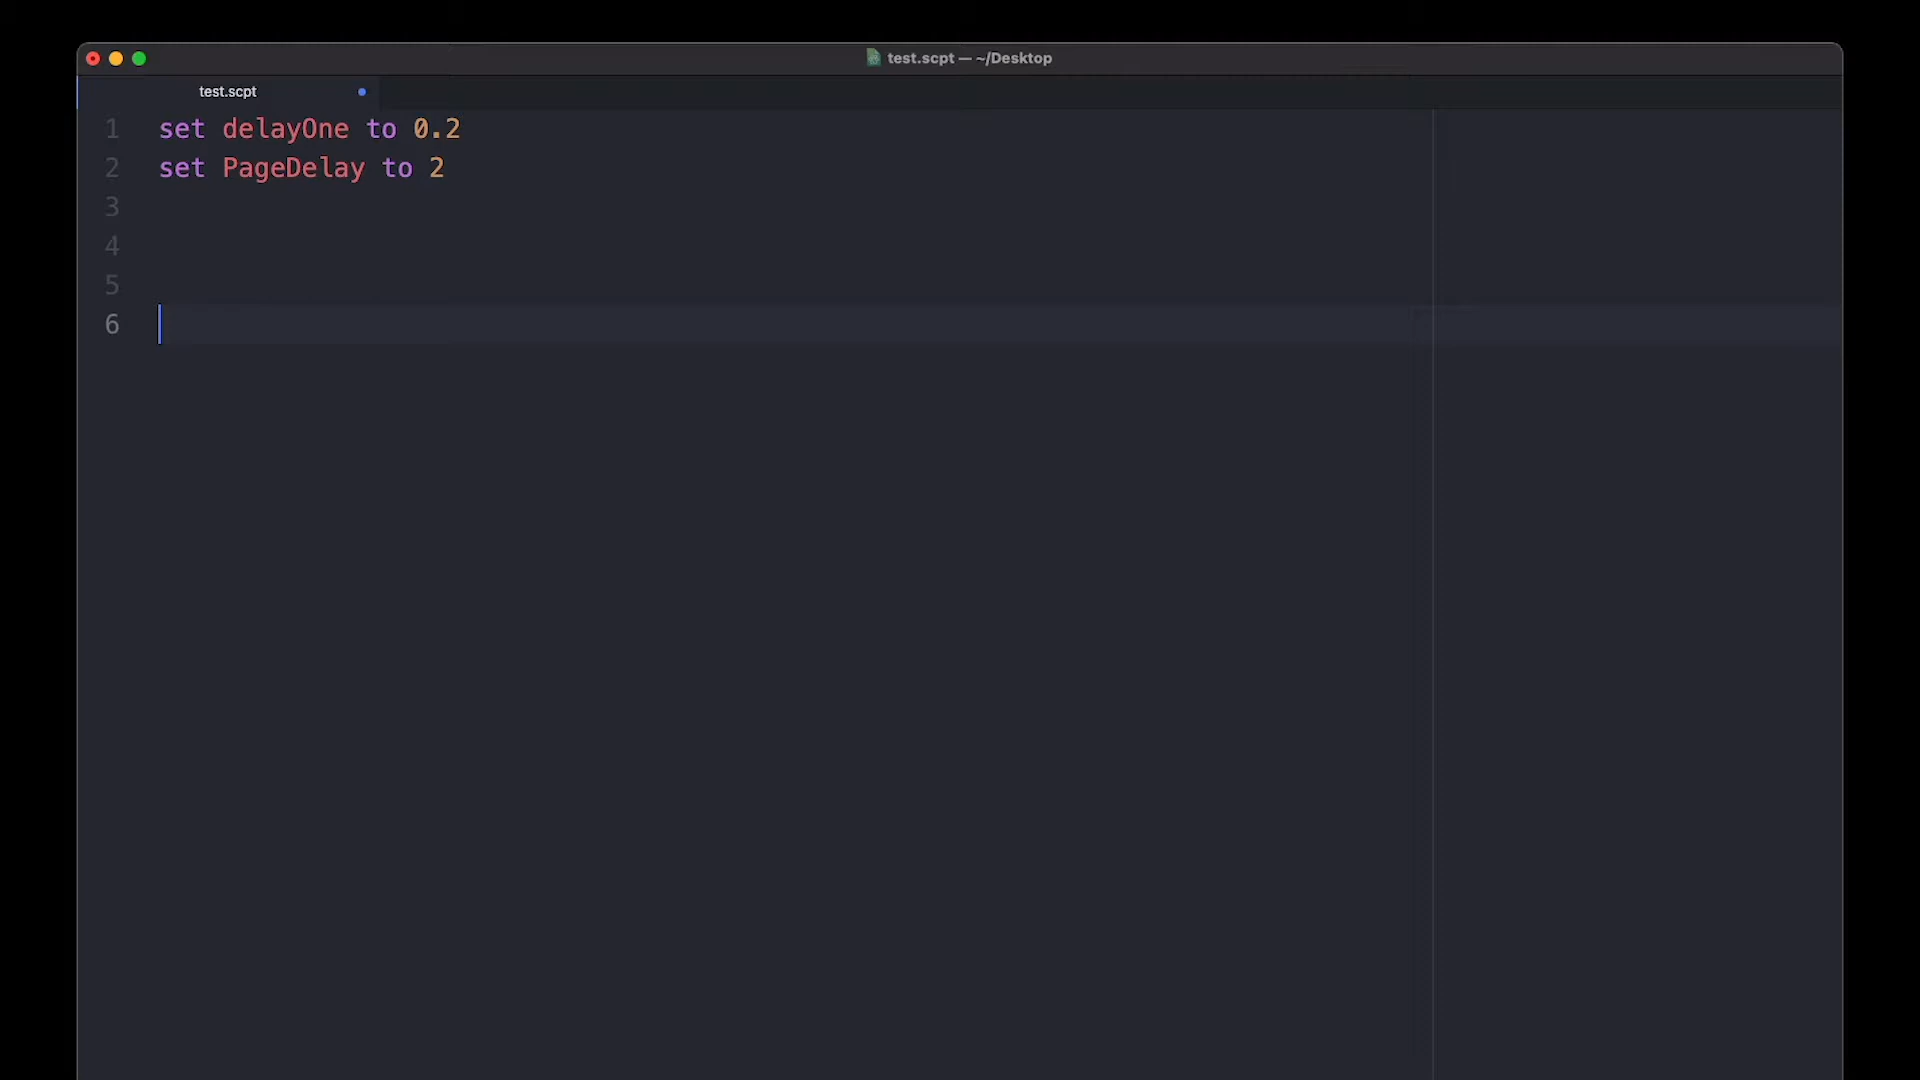 test.scpt — ~/Desktop
test.scpt
1 set delayOne to 0.2
2 set PageDelay to 2
3
4
5
6